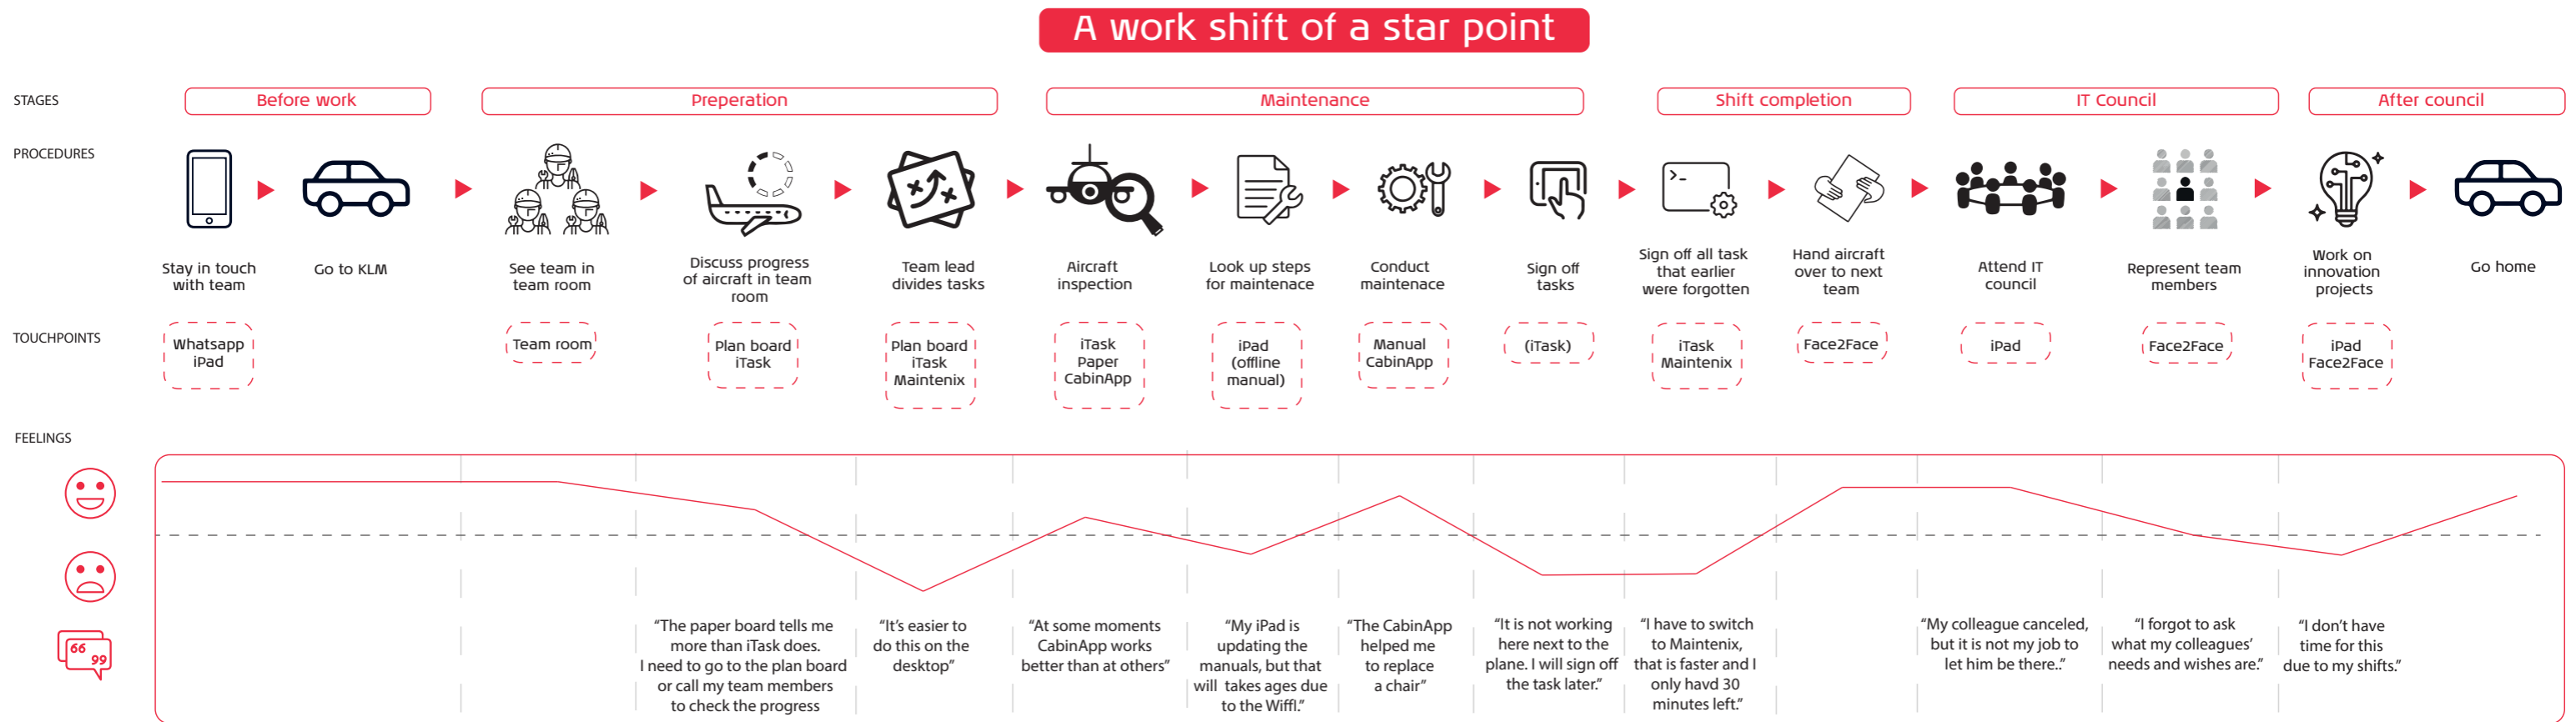 A work shift of a star point
STAGES
Before work
Preperation
Maintenance
Shift completion
IT Council
After council
PROCEDURES
Stay in touch
with team
Go to KLM
See team in
team room
Discuss progress
of aircraft in team
room
Team lead
divides tasks
Aircraft
inspection
Look up steps
for maintenace
Conduct
maintenace
Sign off
tasks
Sign off all task
that earlier
were forgotten
Hand aircraft
over to next
team
Attend IT
council
Represent team
members
Work on
innovation
projects
Go home
TOUCHPOINTS
Whatsapp
iPad
Team room
Plan board
iTask
Plan board
iTask
Maintenix
iTask
Paper
CabinApp
iPad
(offline
manual)
Manual
CabinApp
(iTask)
iTask
Maintenix
Face2Face
iPad
Face2Face
iPad
Face2Face
FEELINGS
66
99
“The paper board tells me
more than iTask does.
I need to go to the plan board
or call my team members
to check the progress
“It’s easier to
do this on the
desktop”
“At some moments
CabinApp works
better than at others”
“My iPad is
updating the
manuals, but that
will takes ages due
to the Wiffi.”
“The CabinApp
helped me
to replace
a chair”
“It is not working
here next to the
plane. I will sign off
the task later.”
“I have to switch
to Maintenix,
that is faster and I
only havd 30
minutes left.”
“My colleague canceled,
but it is not my job to
let him be there..”
“I forgot to ask
what my colleagues’
needs and wishes are.”
“I don’t have
time for this
due to my shifts.”